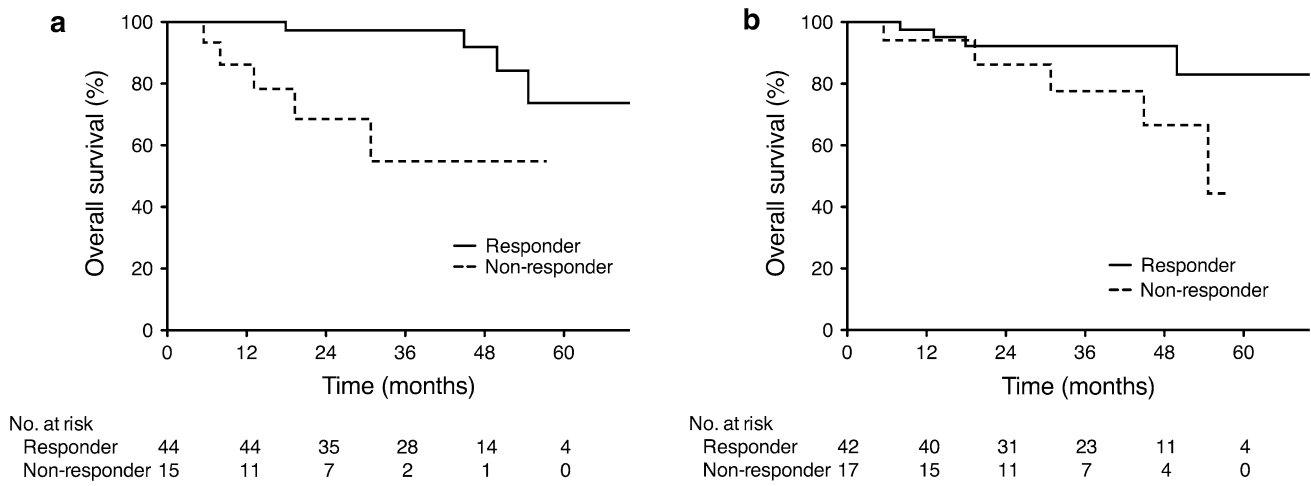 a
100
80
60
40
20
0
Overall survival (%)
Responder
Non-responder
0 12 24 36 48 60
Time (months)
No. at risk
Responder 44 44 35 28 14 4
Non-responder 15 11 7 2 1 0
b
100
80
60
40
20
0
Overall survival (%)
Responder
Non-responder
0 12 24 36 48 60
Time (months)
No. at risk
Responder 42 40 31 23 11 4
Non-responder 17 15 11 7 4 0